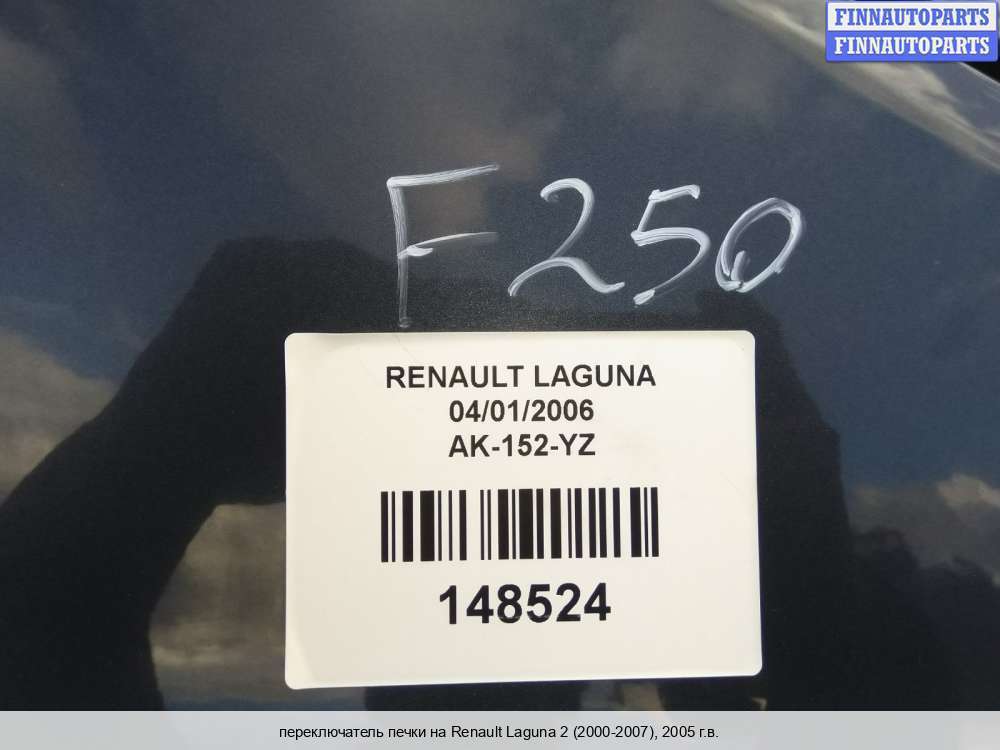 FINNAUTOPARTS
FINNAUTOPARTS
F250
RENAULT LAGUNA
04/01/2006
AK-152-YZ
148524
переключатель печки на Renault Laguna 2 (2000-2007), 2005 г.в.